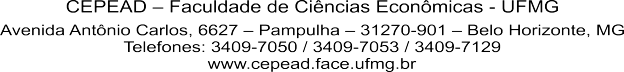 CEPEAD – Faculdade de Ciências Econômicas - UFMG
Avenida Antônio Carlos, 6627 – Pampulha – 31270-901 – Belo Horizonte, MG
Telefones: 3409-7050 / 3409-7053 / 3409-7129
www.cepead.face.ufmg.br